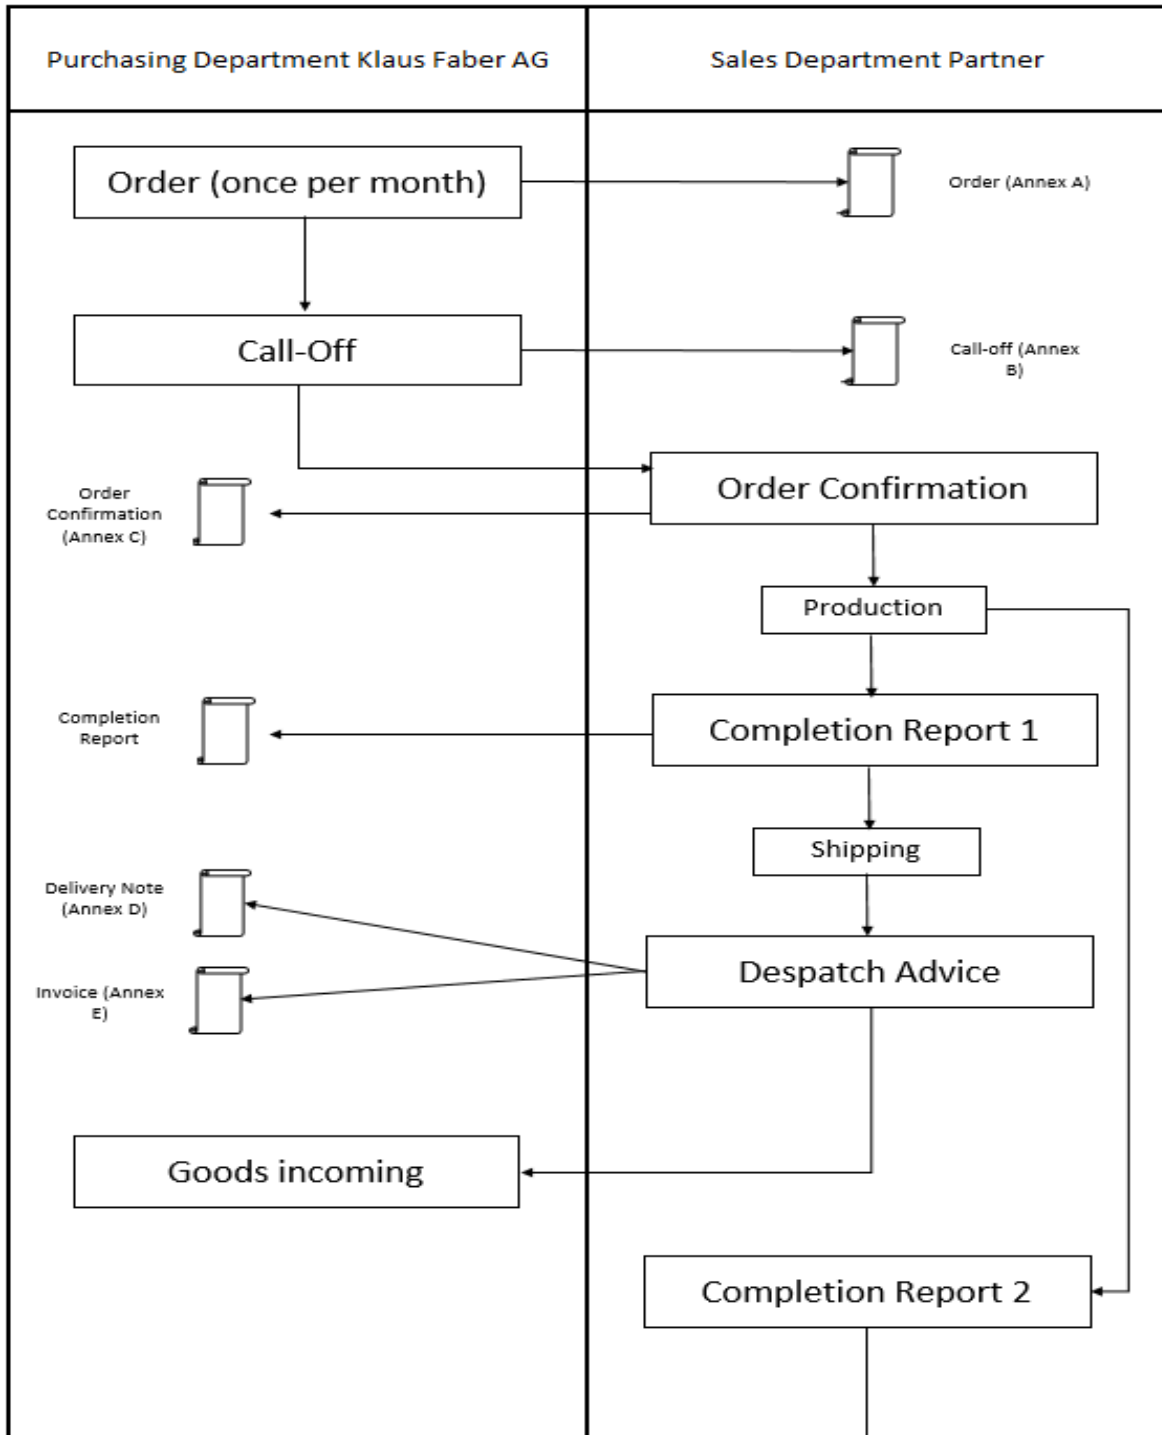 Purchasing Department Klaus Faber AG
Sales Department Partner
Order (once per month)
Order (Annex A)
Call-Off
Call-off (Annex
B)
Order Confirmation
Order
Confirmation
(Annex C)
Production
Completion Report 1
Completion
Report
Shipping
Delivery Note
(Annex D)
Despatch Advice
Invoice (Annex
E)
Goods incoming
Completion Report 2